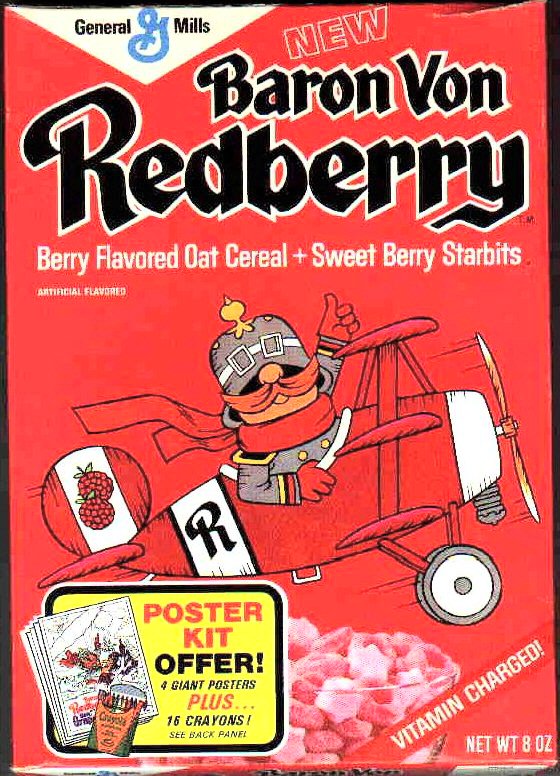 General Mills
NEW
Baron Von
Redberry
T.M.
Berry Flavored Oat Cereal + Sweet Berry Starbits
ARTIFICIAL FLAVORED
R
POSTER
KIT
OFFER!
4 GIANT POSTERS
PLUS...
16 CRAYONS!
SEE BACK PANEL
Crayola
VITAMIN CHARGED!
NET WT 8 OZ